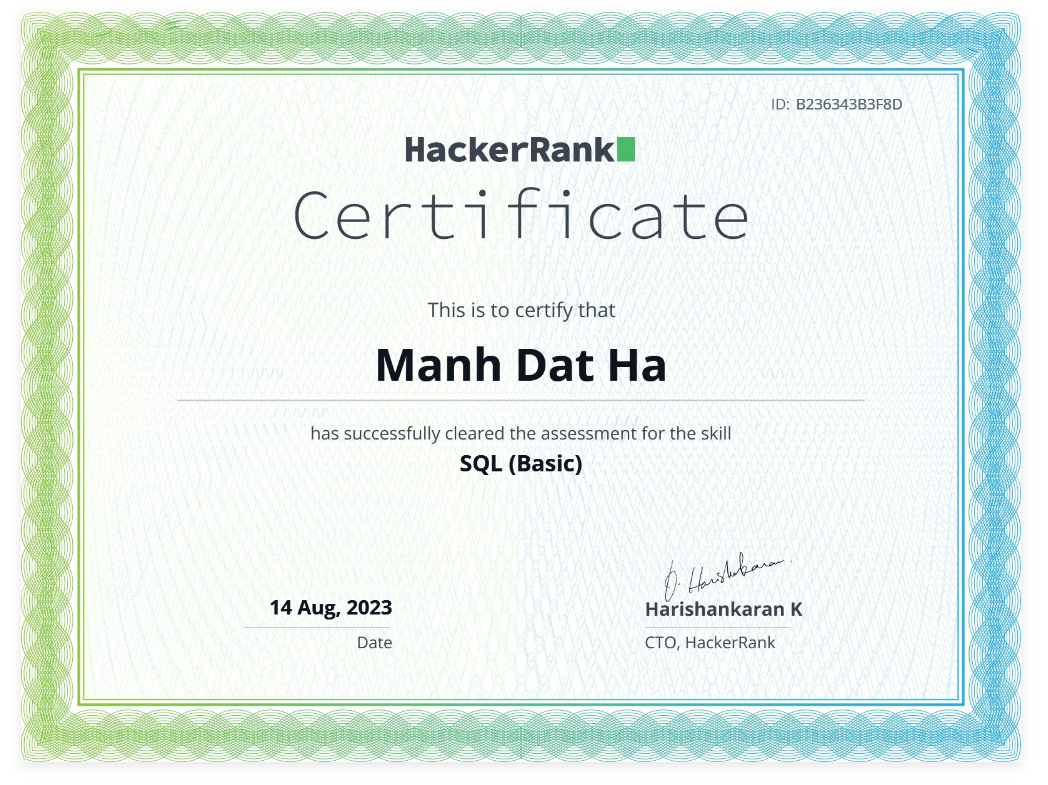 ID: B236343B3F8D
HackerRank
Certificate
This is to certify that
Manh Dat Ha
has successfully cleared the assessment for the skill
SQL (Basic)
14 Aug, 2023
Date
Q. Harishankaran
Harishankaran K
CTO, HackerRank